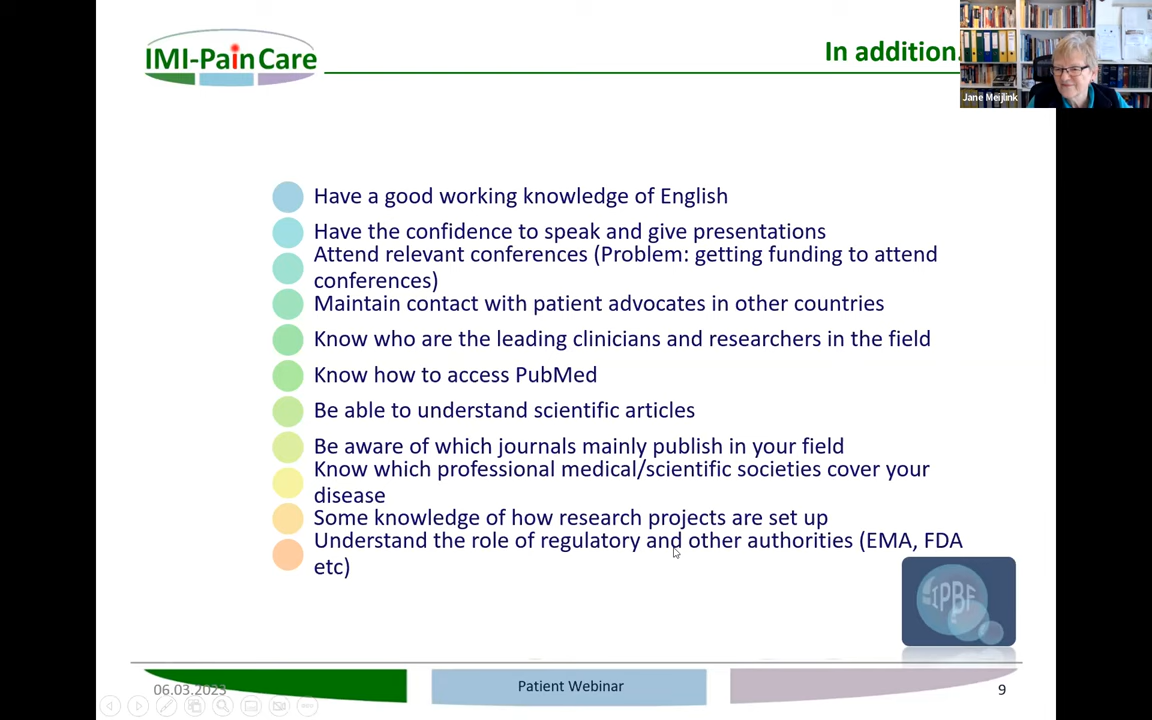 IMI-PainCare
In addition.
Jane Meijlink
Have a good working knowledge of English
Have the confidence to speak and give presentations
Attend relevant conferences (Problem: getting funding to attend
conferences)
Maintain contact with patient advocates in other countries
Know who are the leading clinicians and researchers in the field
Know how to access PubMed
Be able to understand scientific articles
Be aware of which journals mainly publish in your field
Know which professional medical/scientific societies cover your
disease
Some knowledge of how research projects are set up
Understand the role of regulatory and other authorities (EMA, FDA
etc)
IPBF
06.03.2023
Patient Webinar
9